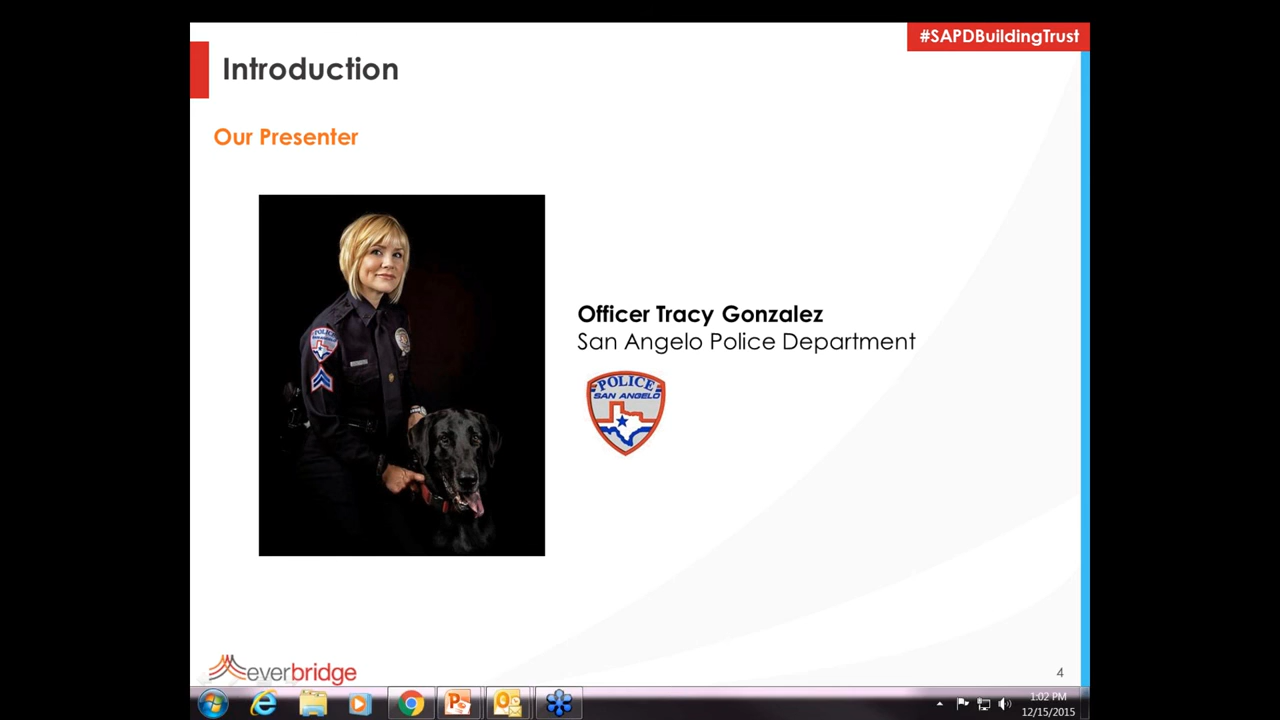 #SAPDBuildingTrust
Introduction
Our Presenter
Officer Tracy Gonzalez
San Angelo Police Department
POLICE
SAN ANGELO
POLICE
everbridge
4
1:02 PM
12/15/2015